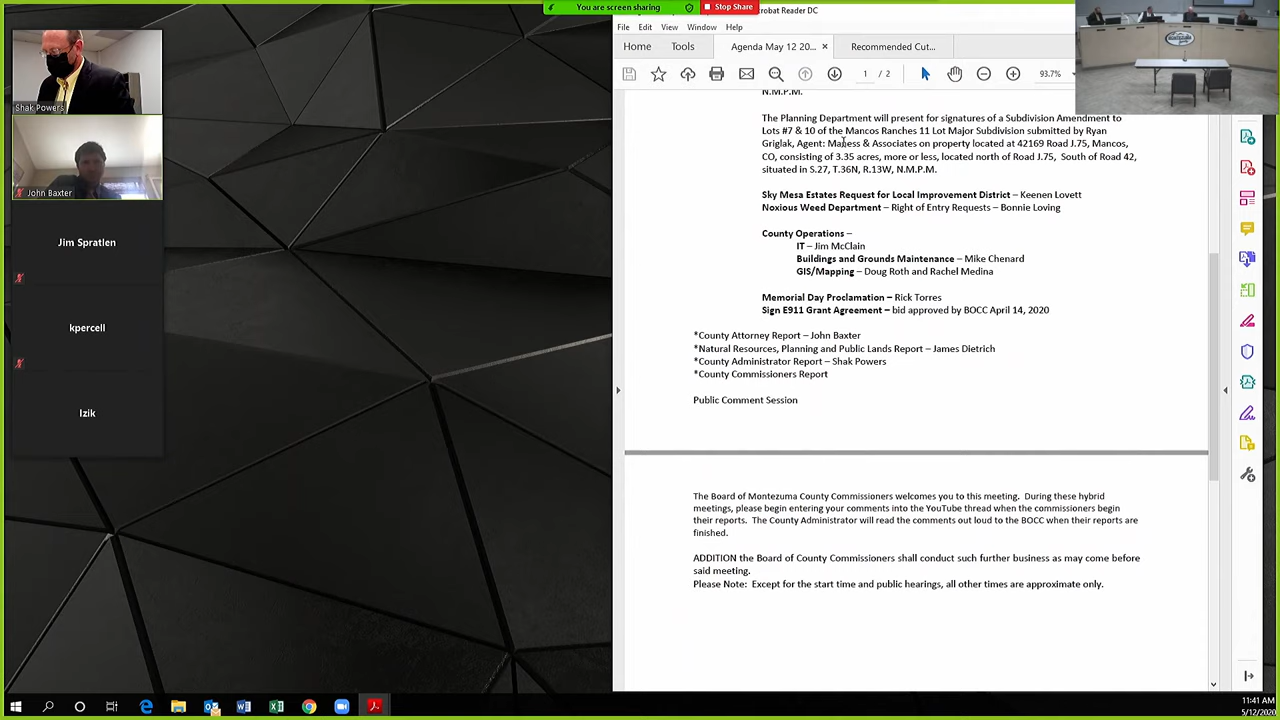 You are screen sharing
Stop Share
crobat Reader DC
File Edit View Window Help
Home Tools Agenda May 12 20... × Recommended Cut...
1 / 2 93.7%
Shak Powers
John Baxter
Jim Spratlen
kpercell
Izik
N.M.P.M.
The Planning Department will present for signatures of a Subdivision Amendment to
Lots #7 & 10 of the Mancos Ranches 11 Lot Major Subdivision submitted by Ryan
Griglak, Agent: Maness & Associates on property located at 42169 Road J.75, Mancos,
CO, consisting of 3.35 acres, more or less, located north of Road J.75, South of Road 42,
situated in S.27, T.36N, R.13W, N.M.P.M.
Sky Mesa Estates Request for Local Improvement District – Keenen Lovett
Noxious Weed Department – Right of Entry Requests – Bonnie Loving
County Operations –
IT – Jim McClain
Buildings and Grounds Maintenance – Mike Chenard
GIS/Mapping – Doug Roth and Rachel Medina
Memorial Day Proclamation – Rick Torres
Sign E911 Grant Agreement – bid approved by BOCC April 14, 2020
*County Attorney Report – John Baxter
*Natural Resources, Planning and Public Lands Report – James Dietrich
*County Administrator Report – Shak Powers
*County Commissioners Report
Public Comment Session
The Board of Montezuma County Commissioners welcomes you to this meeting. During these hybrid
meetings, please begin entering your comments into the YouTube thread when the commissioners begin
their reports. The County Administrator will read the comments out loud to the BOCC when their reports are
finished.
ADDITION the Board of County Commissioners shall conduct such further business as may come before
said meeting.
Please Note: Except for the start time and public hearings, all other times are approximate only.
11:41 AM
5/12/2020